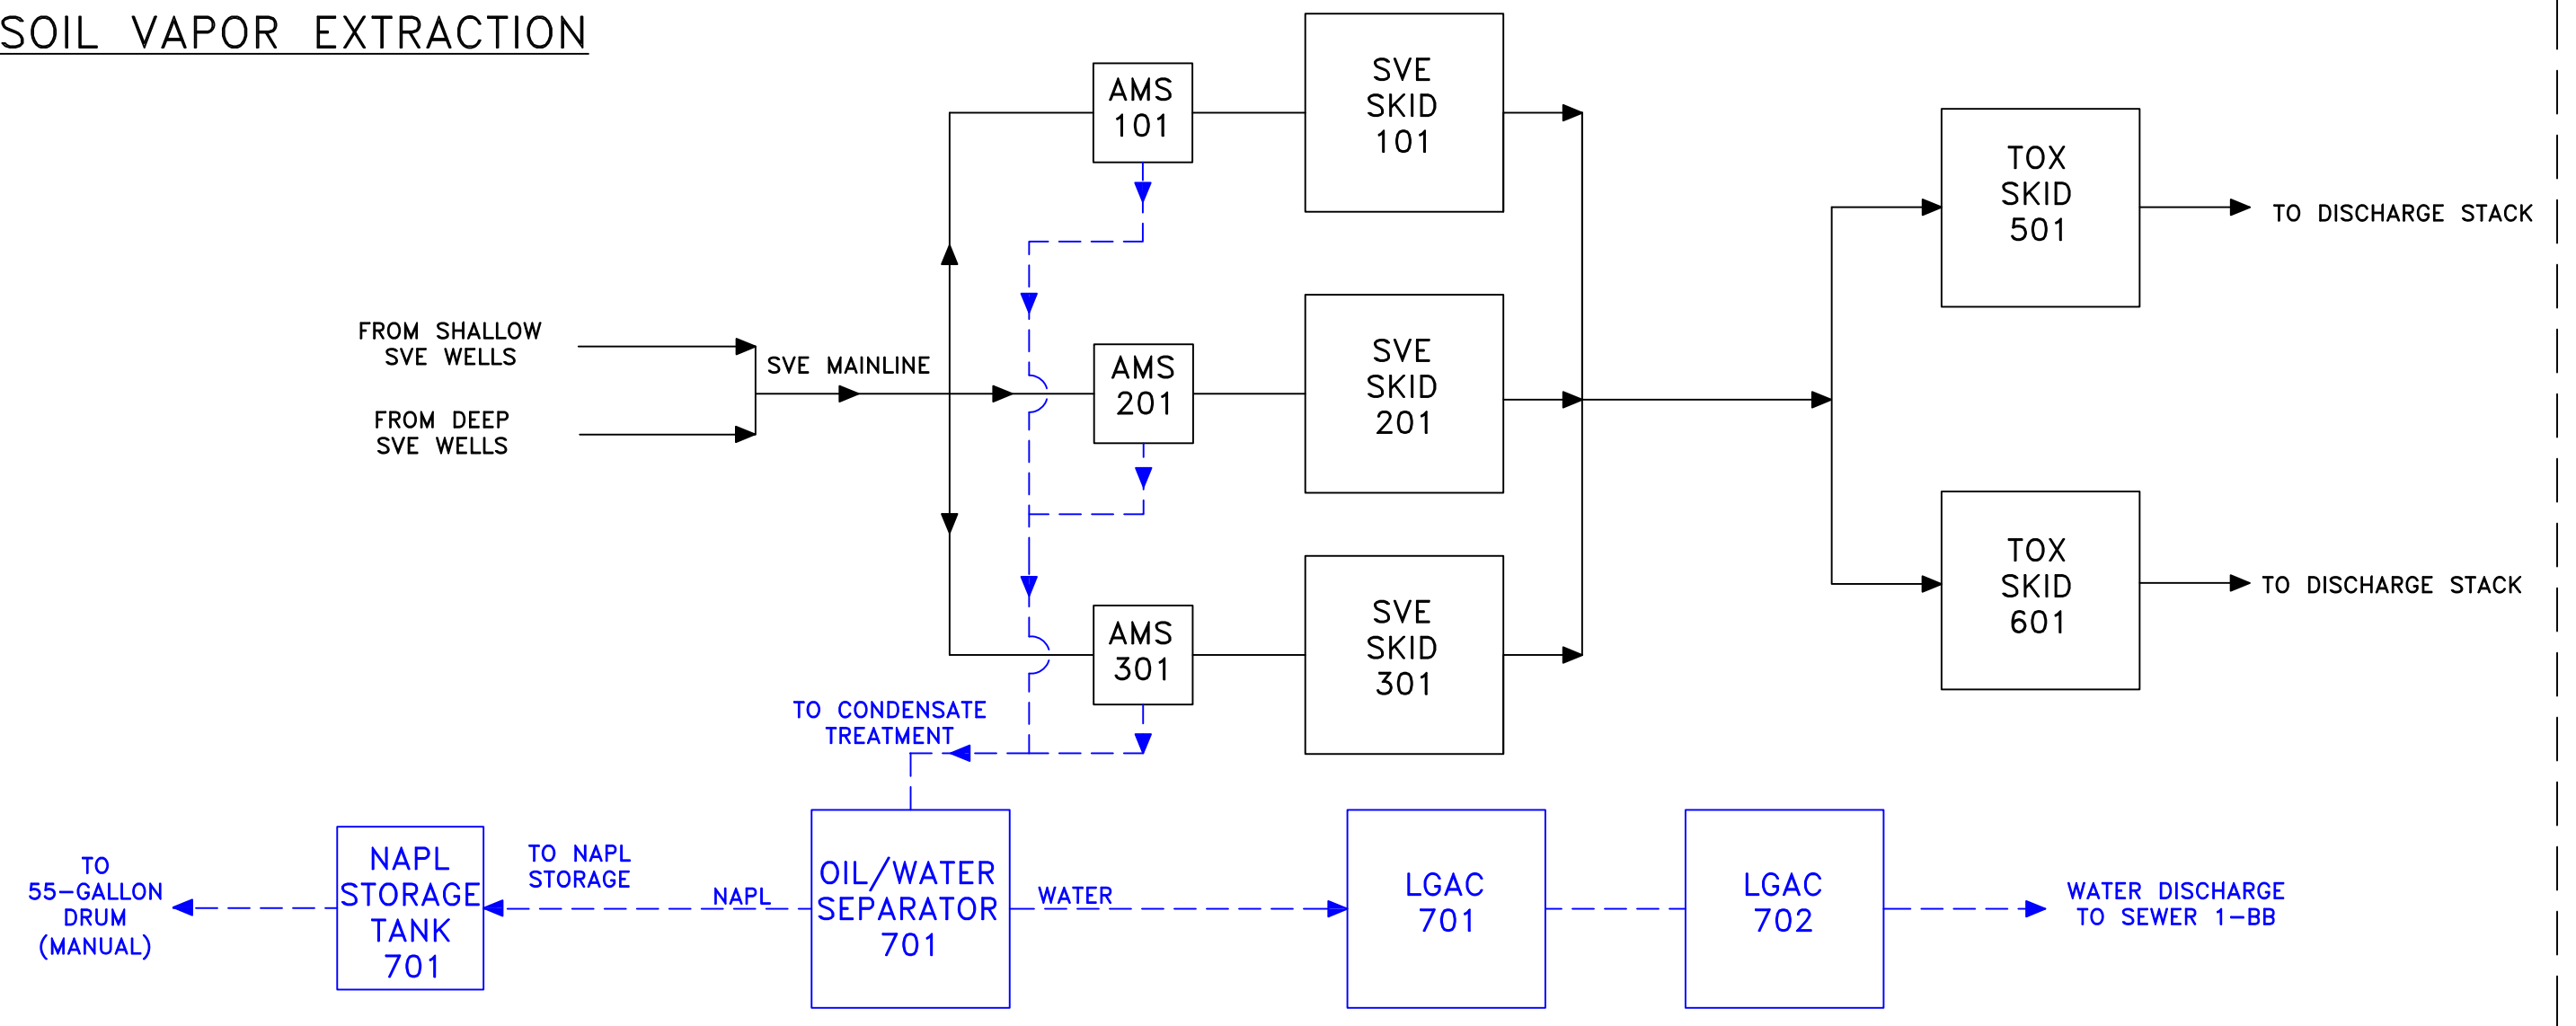 SOIL VAPOR EXTRACTION
AMS
101
SVE
SKID
101
TOX
SKID
501
TO DISCHARGE STACK
FROM SHALLOW
SVE WELLS
SVE MAINLINE
FROM DEEP
SVE WELLS
AMS
201
SVE
SKID
201
AMS
301
SVE
SKID
301
TOX
SKID
601
TO DISCHARGE STACK
TO CONDENSATE
TREATMENT
TO
55-GALLON
DRUM
(MANUAL)
NAPL
STORAGE
TANK
701
TO NAPL
STORAGE
NAPL
OIL/WATER
SEPARATOR
701
WATER
LGAC
701
LGAC
702
WATER DISCHARGE
TO SEWER 1-BB